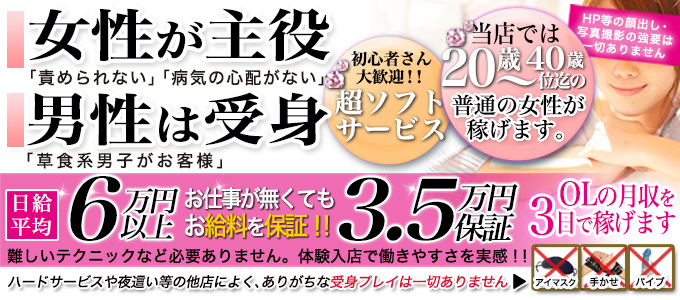 女性が主役
「責められない」「病気の心配がない」
男性は受身
「草食系男子がお客様」
初心者さん
大歓迎!!
超ソフト
サービス
当店では
20歳〜40歳
位迄の
普通の女性が
稼げます。
HP等の顔出し・
写真撮影の強要は
一切ありません
日給
平均
6万円
以上
お仕事が無くても
お給料を保証!!
3.5万円
保証
OLの月収を
3日で稼げます
難しいテクニックなど必要ありません。体験入店で働きやすさを実感!!
ハードサービスや夜這い等の他店によく、ありがちな受身プレイは一切ありません▶
アイマスク
手かせ
バイブ